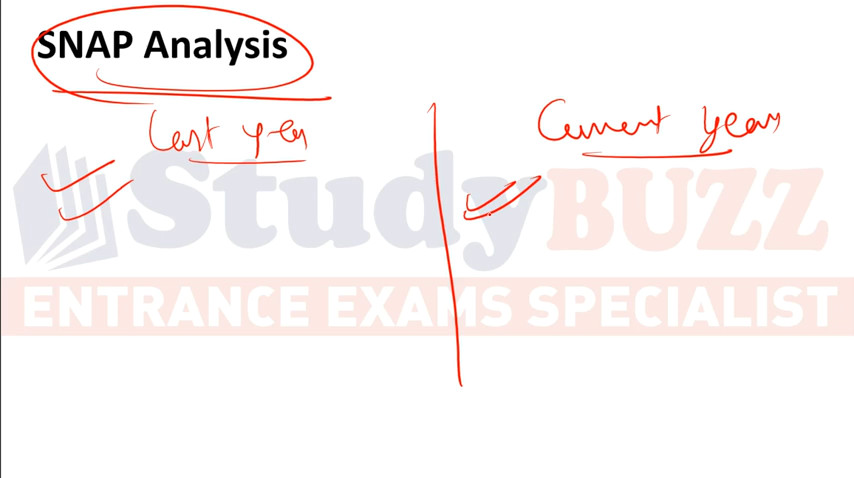 SNAP Analysis
Last year
Current year
StudyBUZZ
ENTRANCE EXAMS SPECIALIST